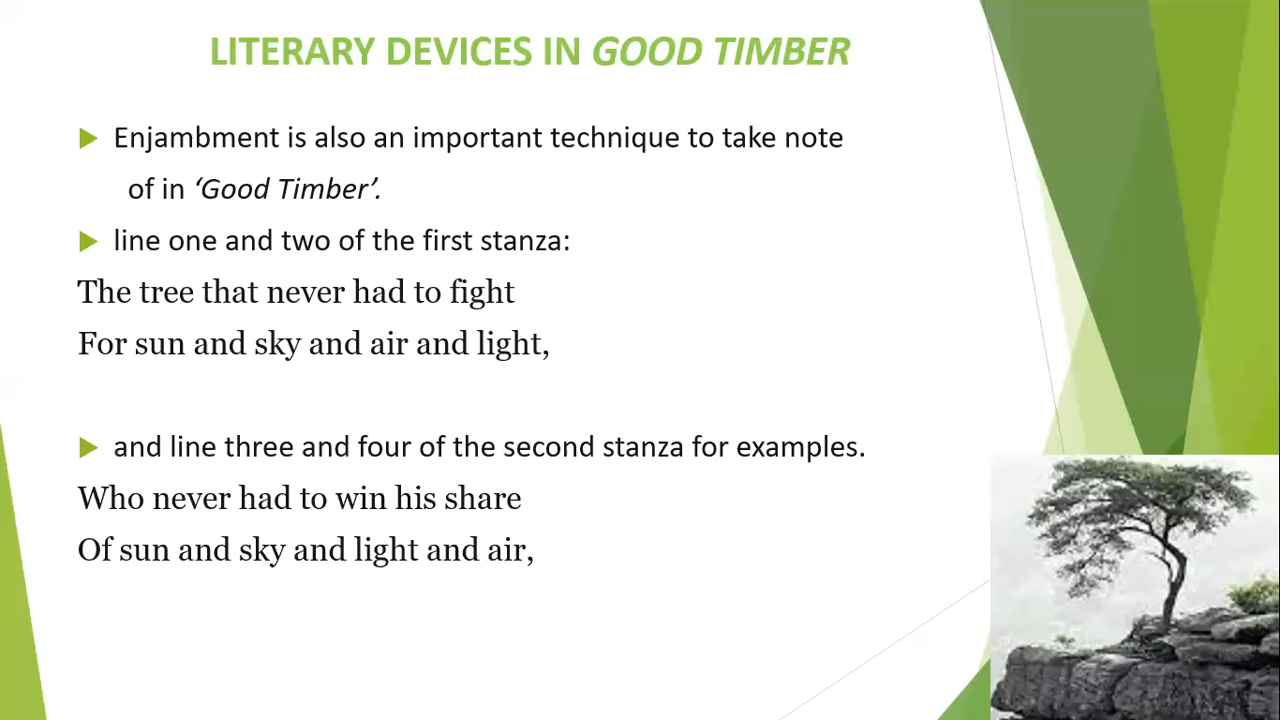 LITERARY DEVICES IN GOOD TIMBER
Enjambment is also an important technique to take note
of in ‘Good Timber’.
line one and two of the first stanza:
The tree that never had to fight
For sun and sky and air and light,
and line three and four of the second stanza for examples.
Who never had to win his share
Of sun and sky and light and air,